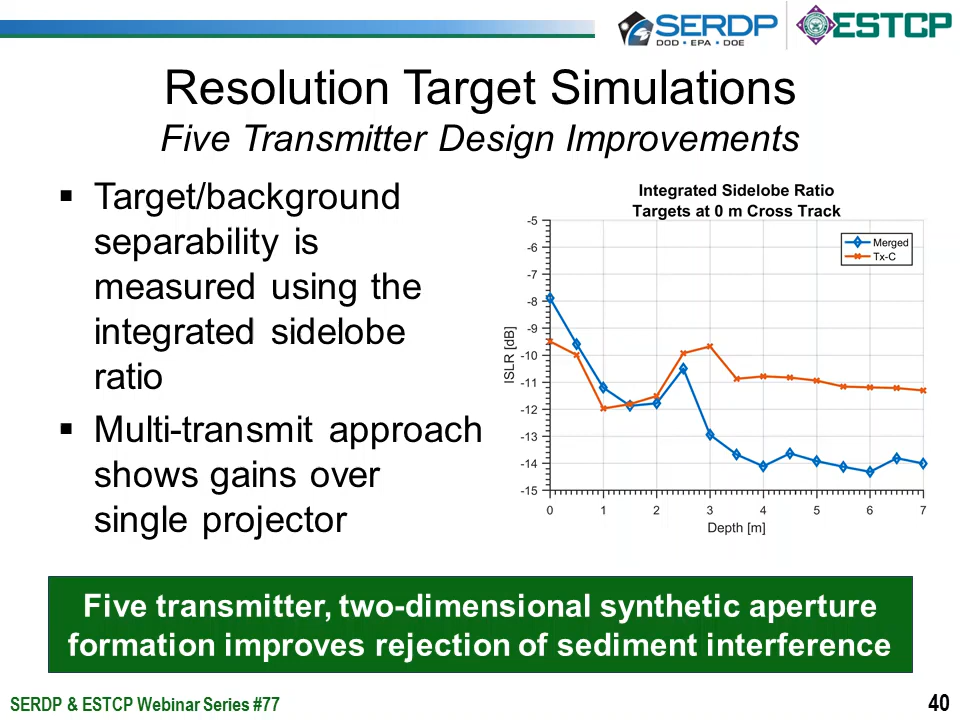 SERDP
DOD • EPA • DOE
ESTCP
Resolution Target Simulations
Five Transmitter Design Improvements
▪ Target/background
separability is
measured using the
integrated sidelobe
ratio
▪ Multi-transmit approach
shows gains over
single projector
Integrated Sidelobe Ratio
Targets at 0 m Cross Track
Merged
Tx-C
-5
-6
-7
-8
-9
-10
-11
-12
-13
-14
-15
ISLR [dB]
0 1 2 3 4 5 6 7
Depth [m]
Five transmitter, two-dimensional synthetic aperture
formation improves rejection of sediment interference
SERDP & ESTCP Webinar Series #77
40